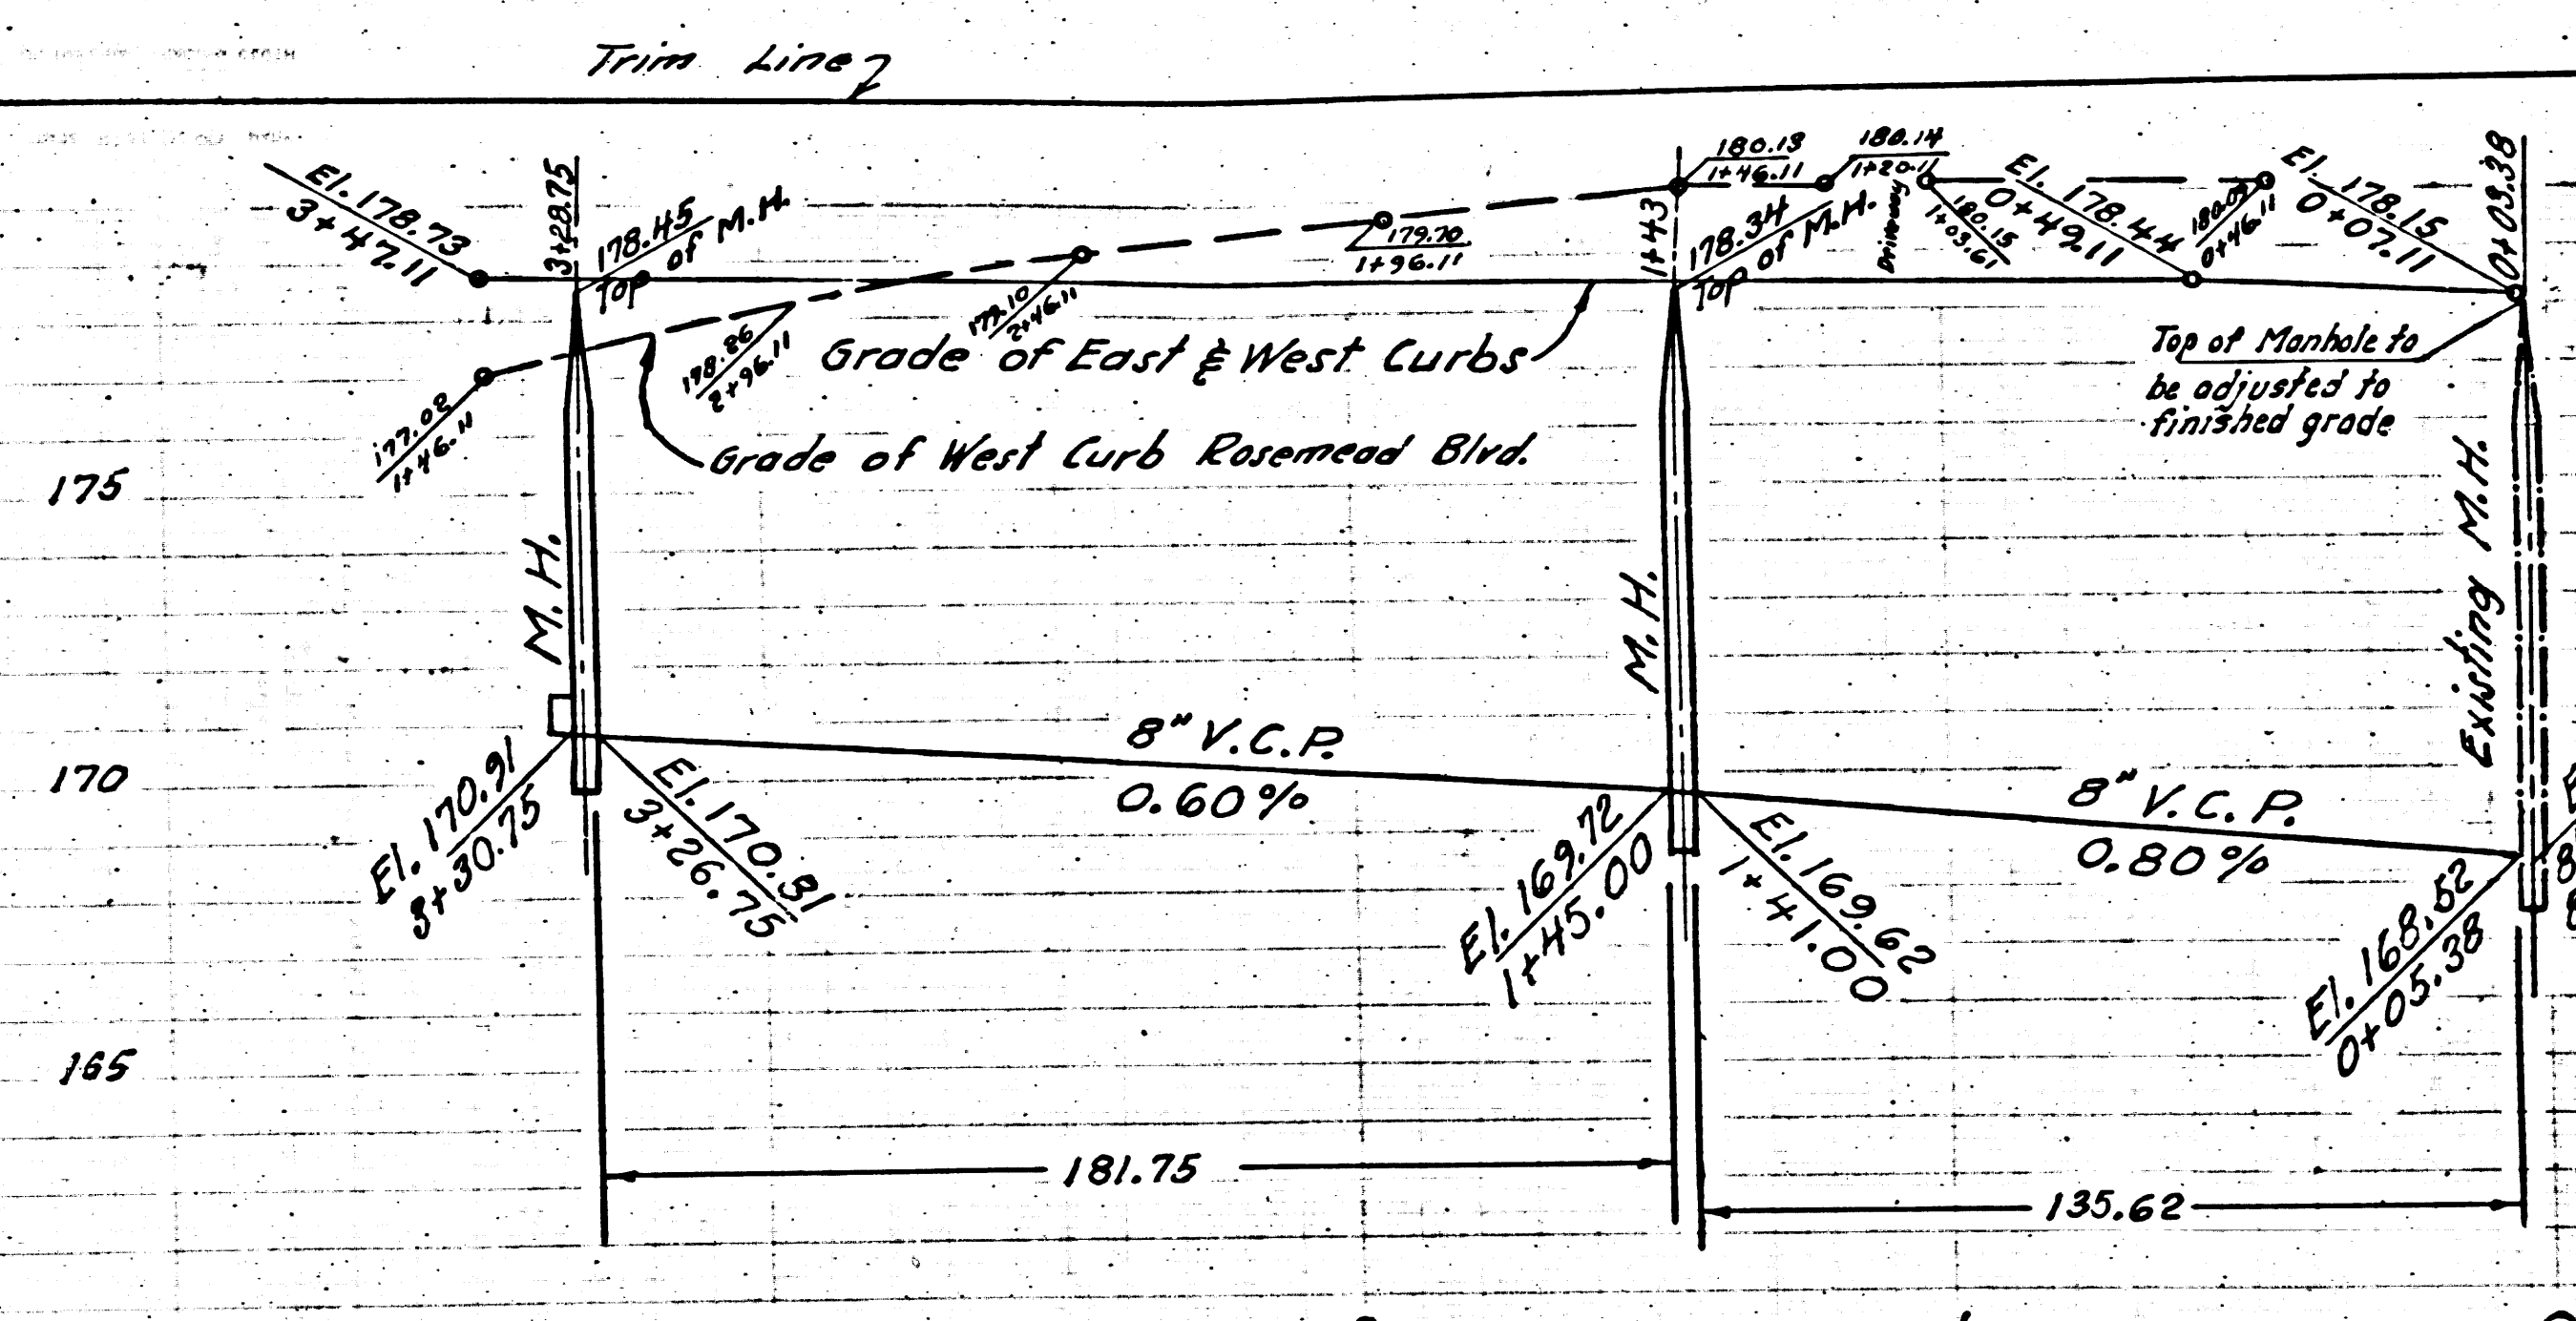 Trim Line
El. 178.73
3+47.11
3+28.75
178.45
Top of M.H.
180.13
1+46.11
180.14
1+20.11
1+43
178.34
Top of M.H.
Driveway
180.15
1+03.61
El. 178.44
0+49.11
180.09
0+46.11
El. 178.15
0+07.11
0+03.38
179.70
1+96.11
179.10
2+46.11
178.26
2+96.11
177.02
1+46.11
Grade of East & West Curbs
Grade of West Curb Rosemead Blvd.
Top of Manhole to
be adjusted to
finished grade
175
M.H.
M.H.
Existing M.H.
170
8" V.C.P.
0.60%
8" V.C.P.
0.80%
El. 170.91
3+30.75
El. 170.81
3+26.75
El. 169.72
1+45.00
El. 169.62
1+41.00
El. 168.52
0+05.38
165
181.75
135.62